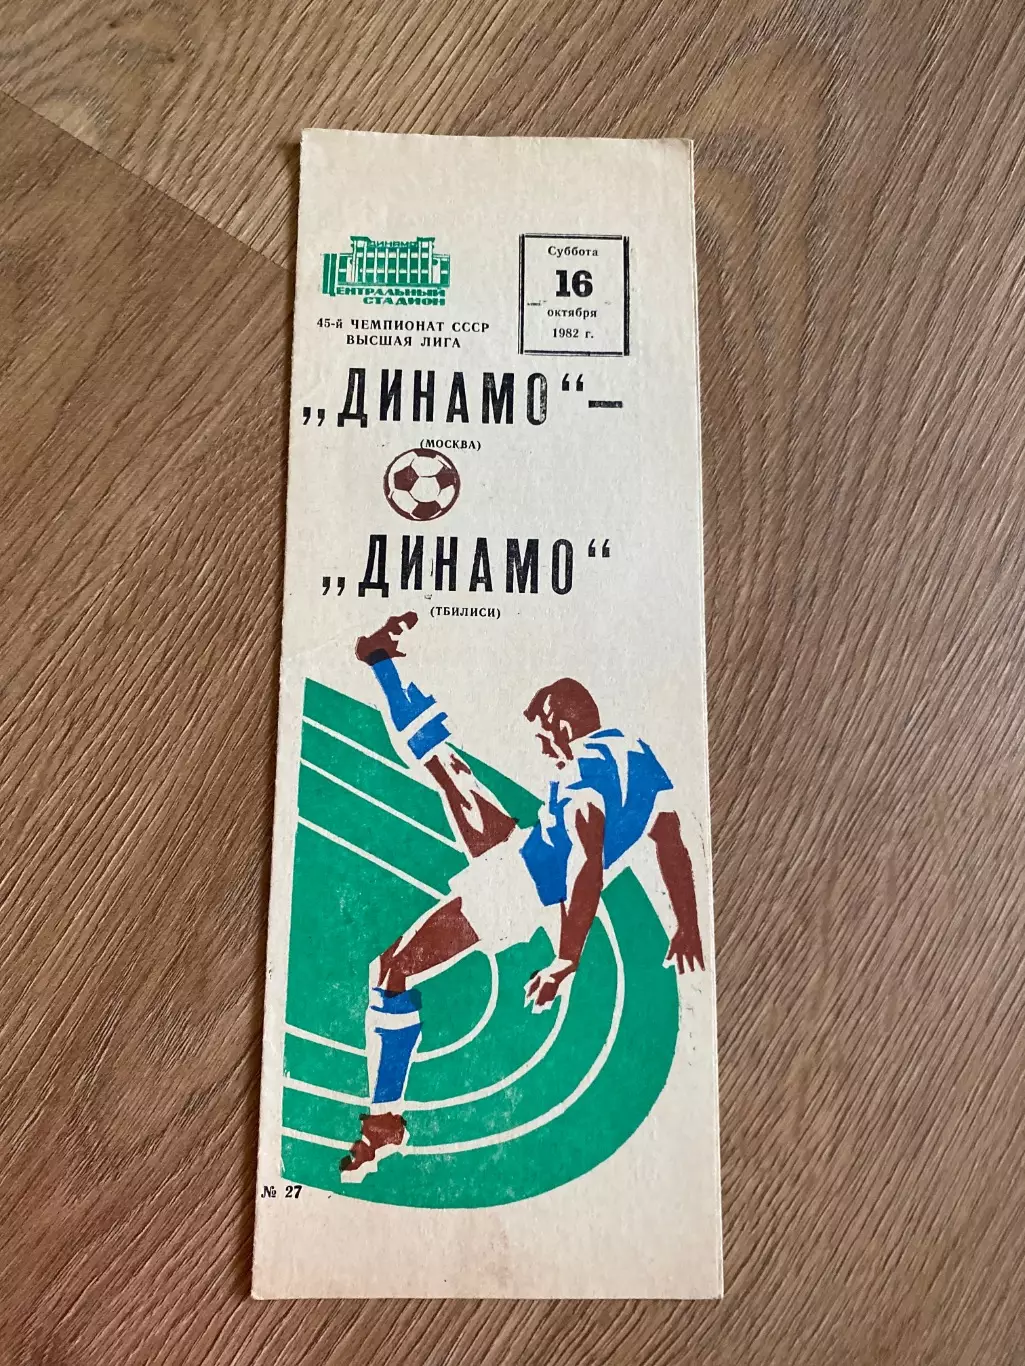 ДИНАМО
ЦЕНТРАЛЬНЫЙ
СТАДИОН
45-й ЧЕМПИОНАТ СССР
ВЫСШАЯ ЛИГА
Суббота
16
октября
1982 г.
„ДИНАМО“–
(МОСКВА)
„ДИНАМО“
(ТБИЛИСИ)
№ 27